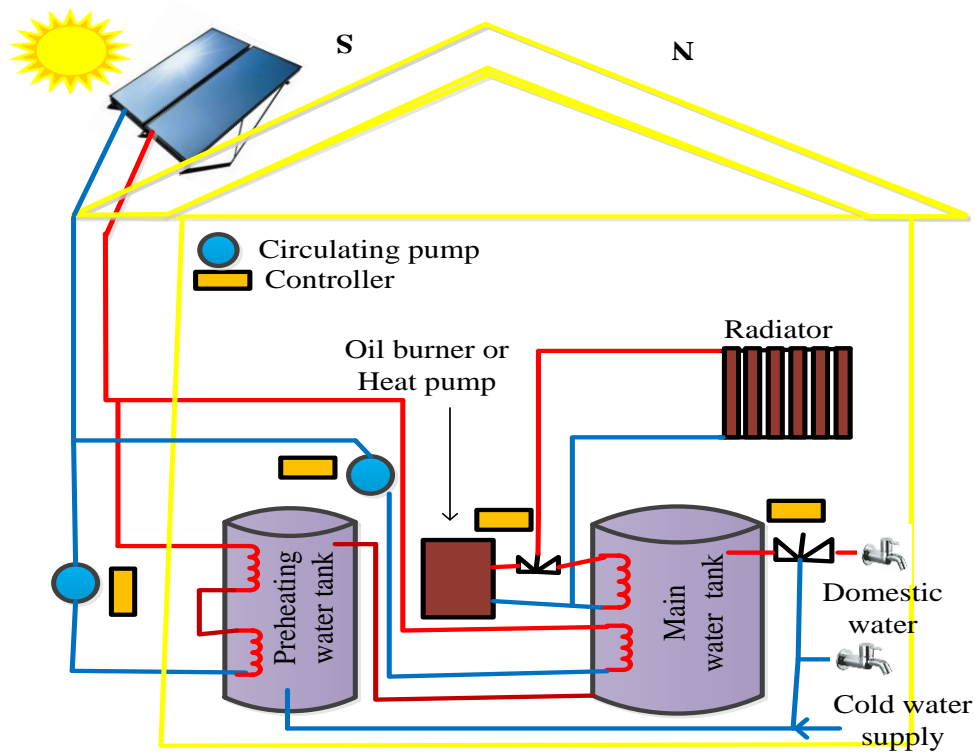 S
N
Circulating pump
Controller
Radiator
Oil burner or
Heat pump
Preheating
water tank
Main
water tank
Domestic
water
Cold water
supply